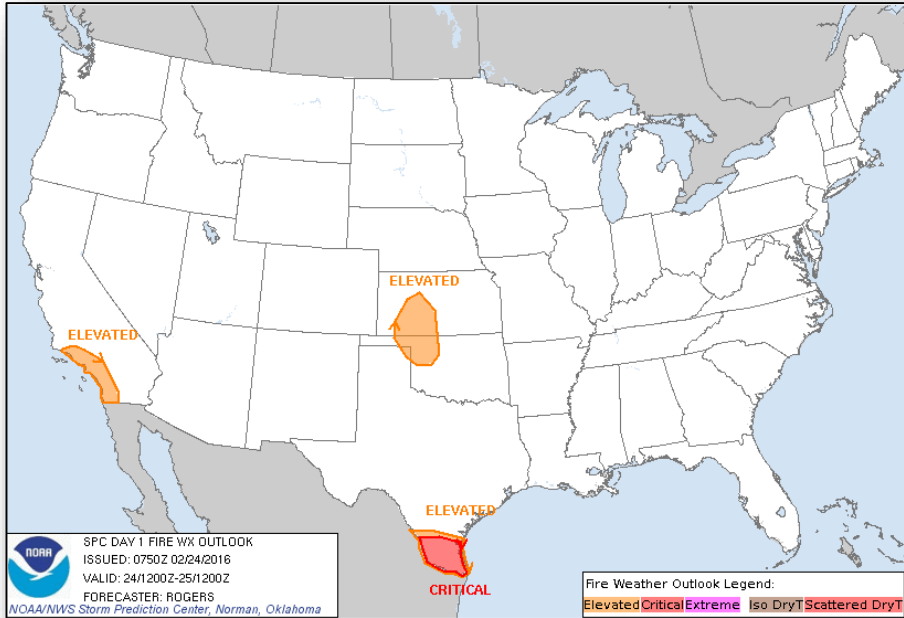 ELEVATED
ELEVATED
ELEVATED
CRITICAL
NOAA
SPC DAY 1 FIRE WX OUTLOOK
ISSUED: 0750Z 02/24/2016
VALID: 24/1200Z-25/1200Z
FORECASTER: ROGERS
NOAA/NWS Storm Prediction Center, Norman, Oklahoma
Fire Weather Outlook Legend:
Elevated Critical Extreme Iso DryT Scattered DryT